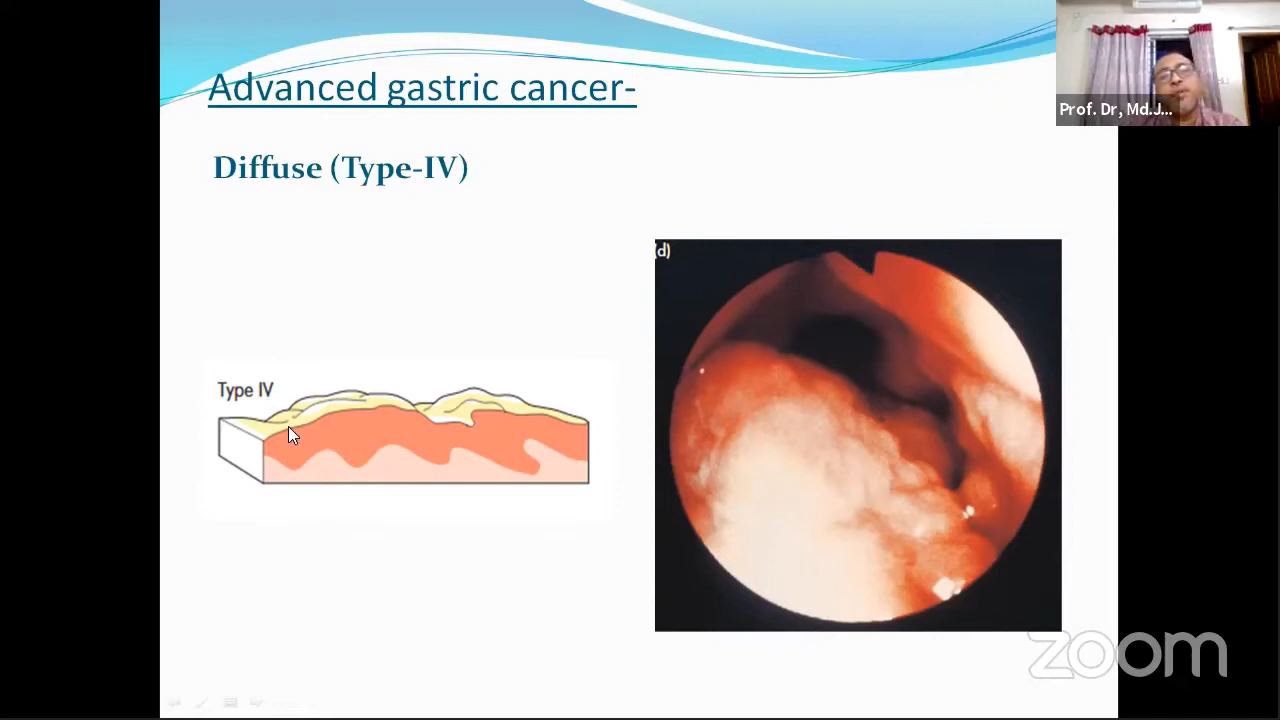 Advanced gastric cancer-
Prof. Dr, Md.J...
Diffuse (Type-IV)
(d)
Type IV
zoom